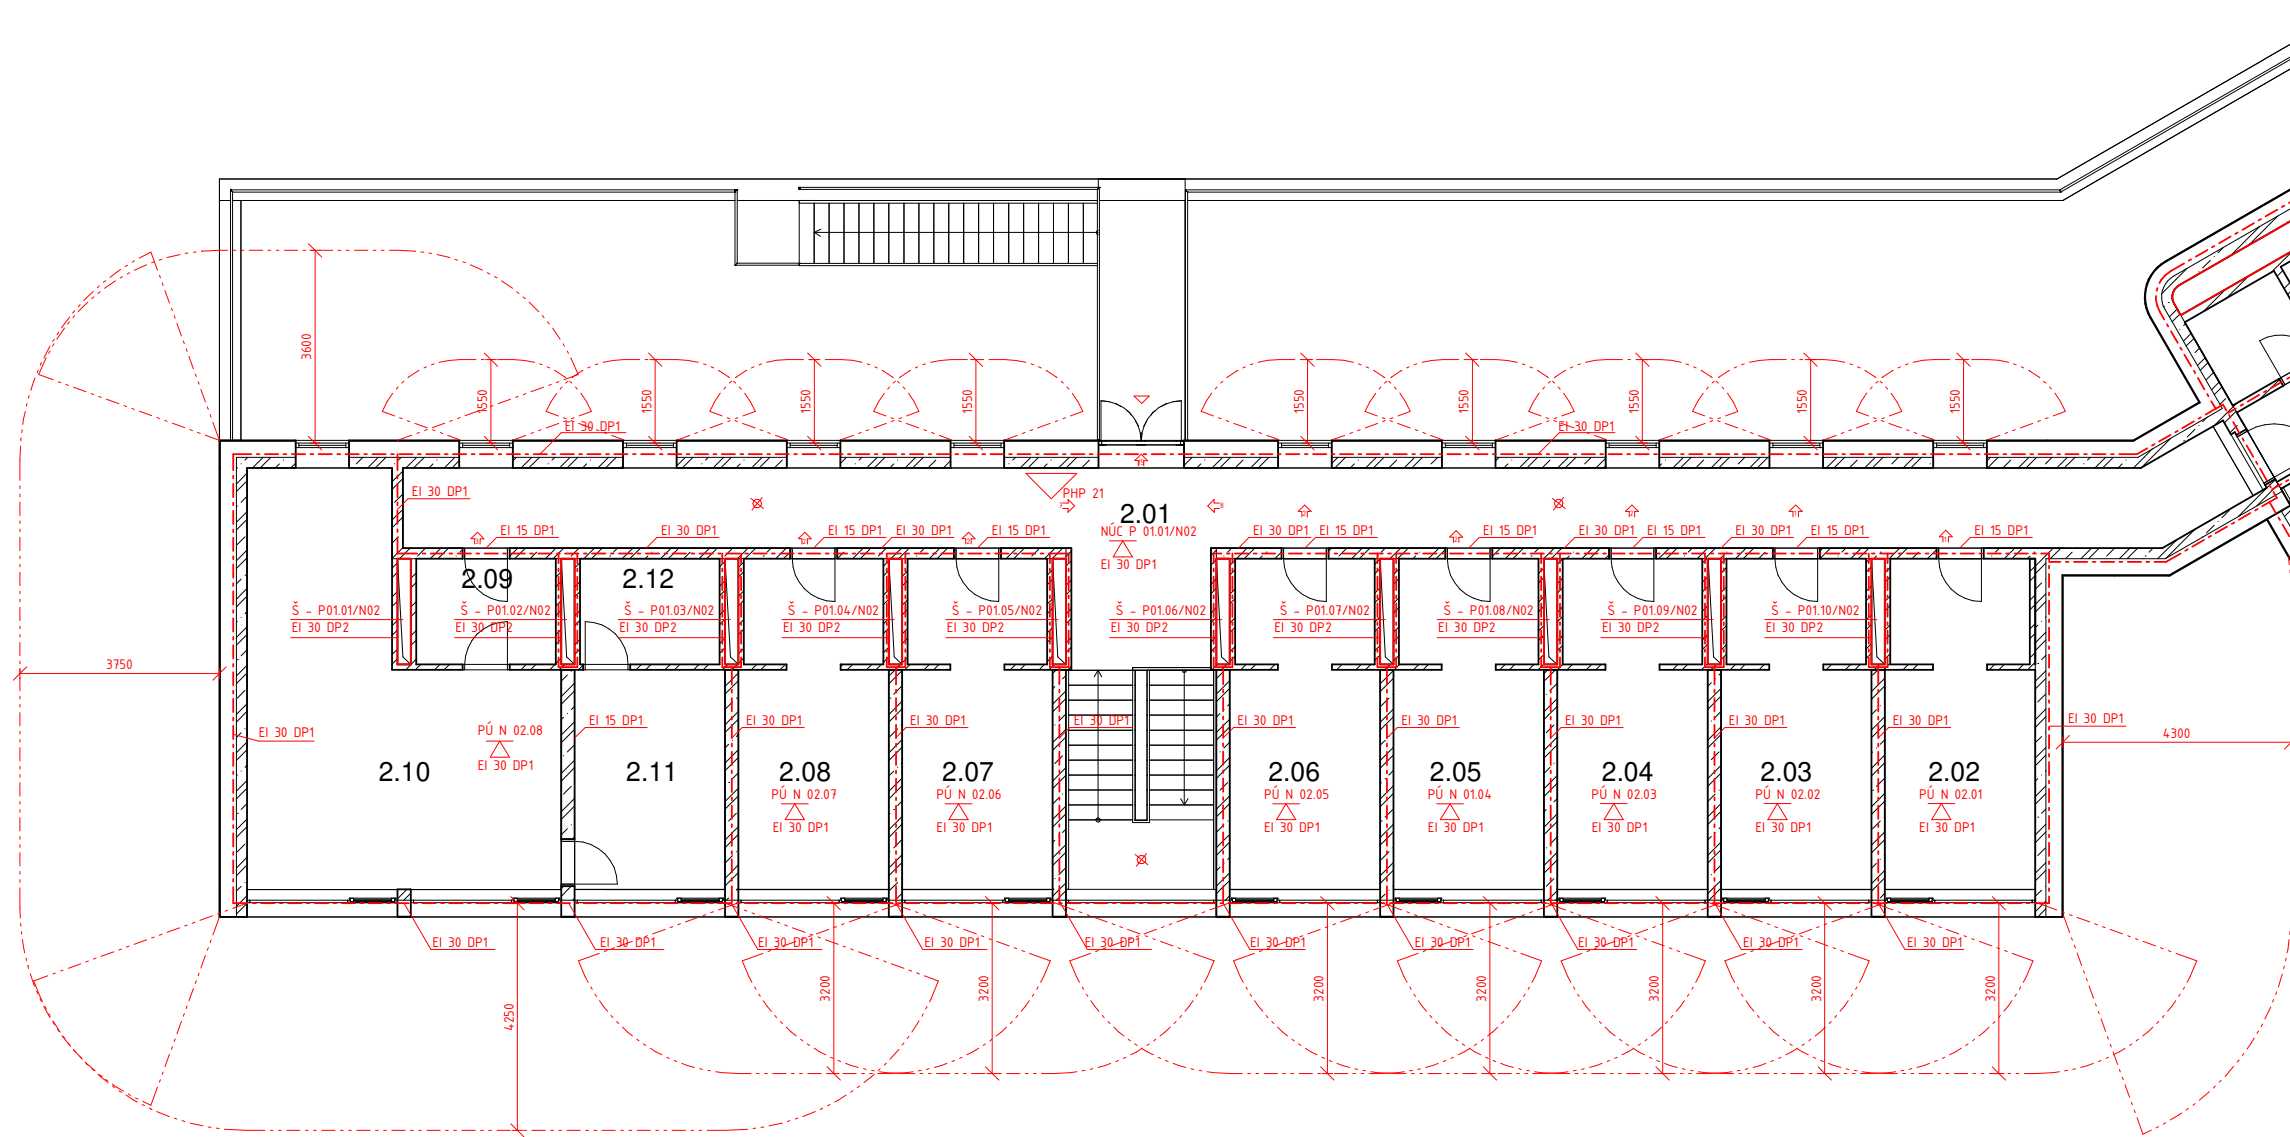 3600
1550
1550
1550
1550
1550
1550
1550
1550
1550
EI 30 DP1
EI 30 DP1
EI 30 DP1
PHP 21
2.01
NÚC P 01.01/N02
EI 30 DP1
EI 15 DP1
EI 30 DP1
EI 15 DP1
EI 30 DP1
EI 15 DP1
EI 30 DP1
EI 15 DP1
EI 15 DP1
EI 30 DP1
EI 15 DP1
EI 30 DP1
EI 15 DP1
EI 15 DP1
2.09
2.12
Š - P01.01/N02
EI 30 DP2
Š - P01.02/N02
EI 30 DP2
Š - P01.03/N02
EI 30 DP2
Š - P01.04/N02
EI 30 DP2
Š - P01.05/N02
EI 30 DP2
Š - P01.06/N02
EI 30 DP2
Š - P01.07/N02
EI 30 DP2
Š - P01.08/N02
EI 30 DP2
Š - P01.09/N02
EI 30 DP2
Š - P01.10/N02
EI 30 DP2
3750
EI 30 DP1
PÚ N 02.08
EI 30 DP1
EI 15 DP1
EI 30 DP1
EI 30 DP1
EI 30 DP1
EI 30 DP1
EI 30 DP1
EI 30 DP1
EI 30 DP1
EI 30 DP1
EI 30 DP1
4300
2.10
2.11
2.08
PÚ N 02.07
EI 30 DP1
2.07
PÚ N 02.06
EI 30 DP1
2.06
PÚ N 02.05
EI 30 DP1
2.05
PÚ N 01.04
EI 30 DP1
2.04
PÚ N 02.03
EI 30 DP1
2.03
PÚ N 02.02
EI 30 DP1
2.02
PÚ N 02.01
EI 30 DP1
EI 30 DP1
EI 30 DP1
EI 30 DP1
EI 30 DP1
EI 30 DP1
EI 30 DP1
EI 30 DP1
EI 30 DP1
EI 30 DP1
EI 30 DP1
4250
3200
3200
3200
3200
3200
3200
3200